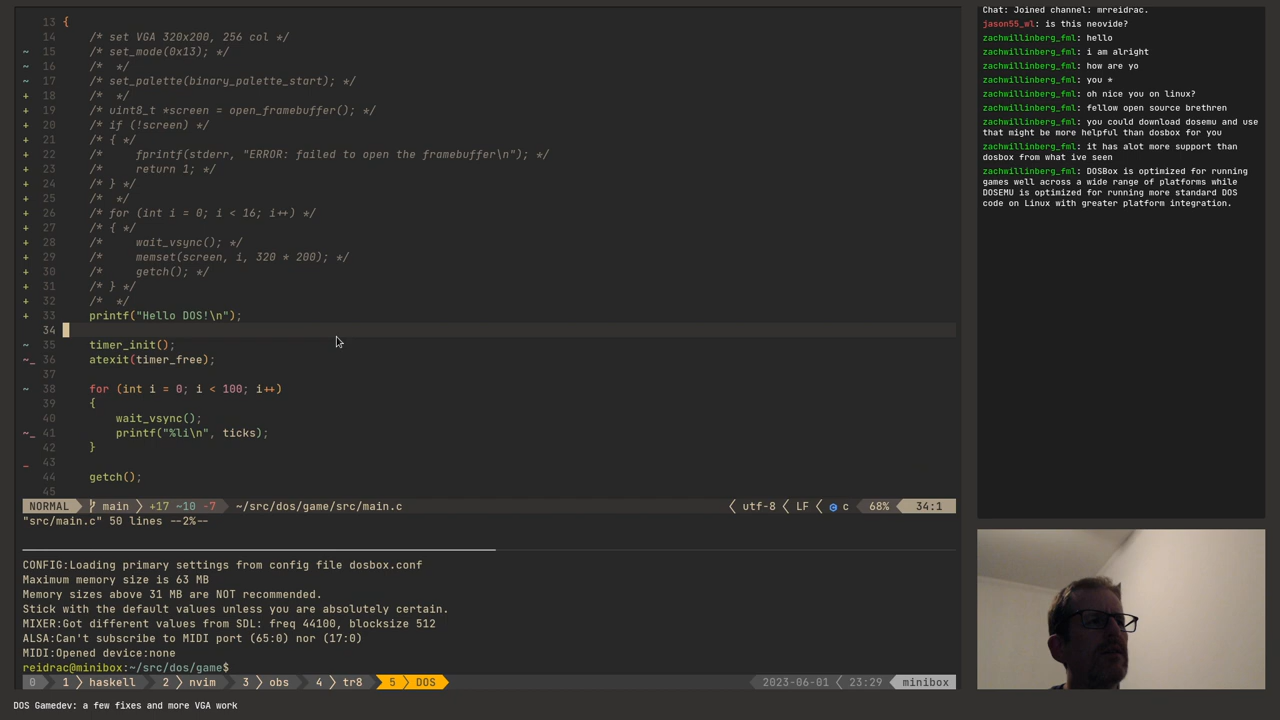 13 {
14 /* set VGA 320x200, 256 col */
~ 15 /* set_mode(0x13); */
~ 16 /*  */
~ 17 /* set_palette(binary_palette_start); */
+ 18 /*  */
+ 19 /* uint8_t *screen = open_framebuffer(); */
+ 20 /* if (!screen) */
+ 21 /* { */
+ 22 /*     fprintf(stderr, "ERROR: failed to open the framebuffer\n"); */
+ 23 /*     return 1; */
+ 24 /* } */
+ 25 /*  */
+ 26 /* for (int i = 0; i < 16; i++) */
+ 27 /* { */
+ 28 /*     wait_vsync(); */
+ 29 /*     memset(screen, i, 320 * 200); */
+ 30 /*     getch(); */
+ 31 /* } */
+ 32 /*  */
+ 33 printf("Hello DOS!\n");
34
~ 35 timer_init();
~_ 36 atexit(timer_free);
37
~ 38 for (int i = 0; i < 100; i++)
39 {
40 wait_vsync();
~_ 41 printf("%li\n", ticks);
42 }
_ 43
44 getch();
45
NORMAL main +17 ~10 -7 ~/src/dos/game/src/main.c utf-8 LF c 68% 34:1
"src/main.c" 50 lines --2%--
CONFIG:Loading primary settings from config file dosbox.conf
Maximum memory size is 63 MB
Memory sizes above 31 MB are NOT recommended.
Stick with the default values unless you are absolutely certain.
MIXER:Got different values from SDL: freq 44100, blocksize 512
ALSA:Can't subscribe to MIDI port (65:0) nor (17:0)
MIDI:Opened device:none
reidrac@minibox:~/src/dos/game$
0 1 haskell 2 nvim 3 obs 4 tr8 5 DOS 2023-06-01 23:29 minibox
DOS Gamedev: a few fixes and more VGA work
Chat: Joined channel: mrreidrac.
jason55_wl: is this neovide?
zachwillinberg_fml: hello
zachwillinberg_fml: i am alright
zachwillinberg_fml: how are yo
zachwillinberg_fml: you *
zachwillinberg_fml: oh nice you on linux?
zachwillinberg_fml: fellow open source brethren
zachwillinberg_fml: you could download dosemu and use
that might be more helpful than dosbox for you
zachwillinberg_fml: it has alot more support than
dosbox from what ive seen
zachwillinberg_fml: DOSBox is optimized for running
games well across a wide range of platforms while
DOSEMU is optimized for running more standard DOS
code on Linux with greater platform integration.